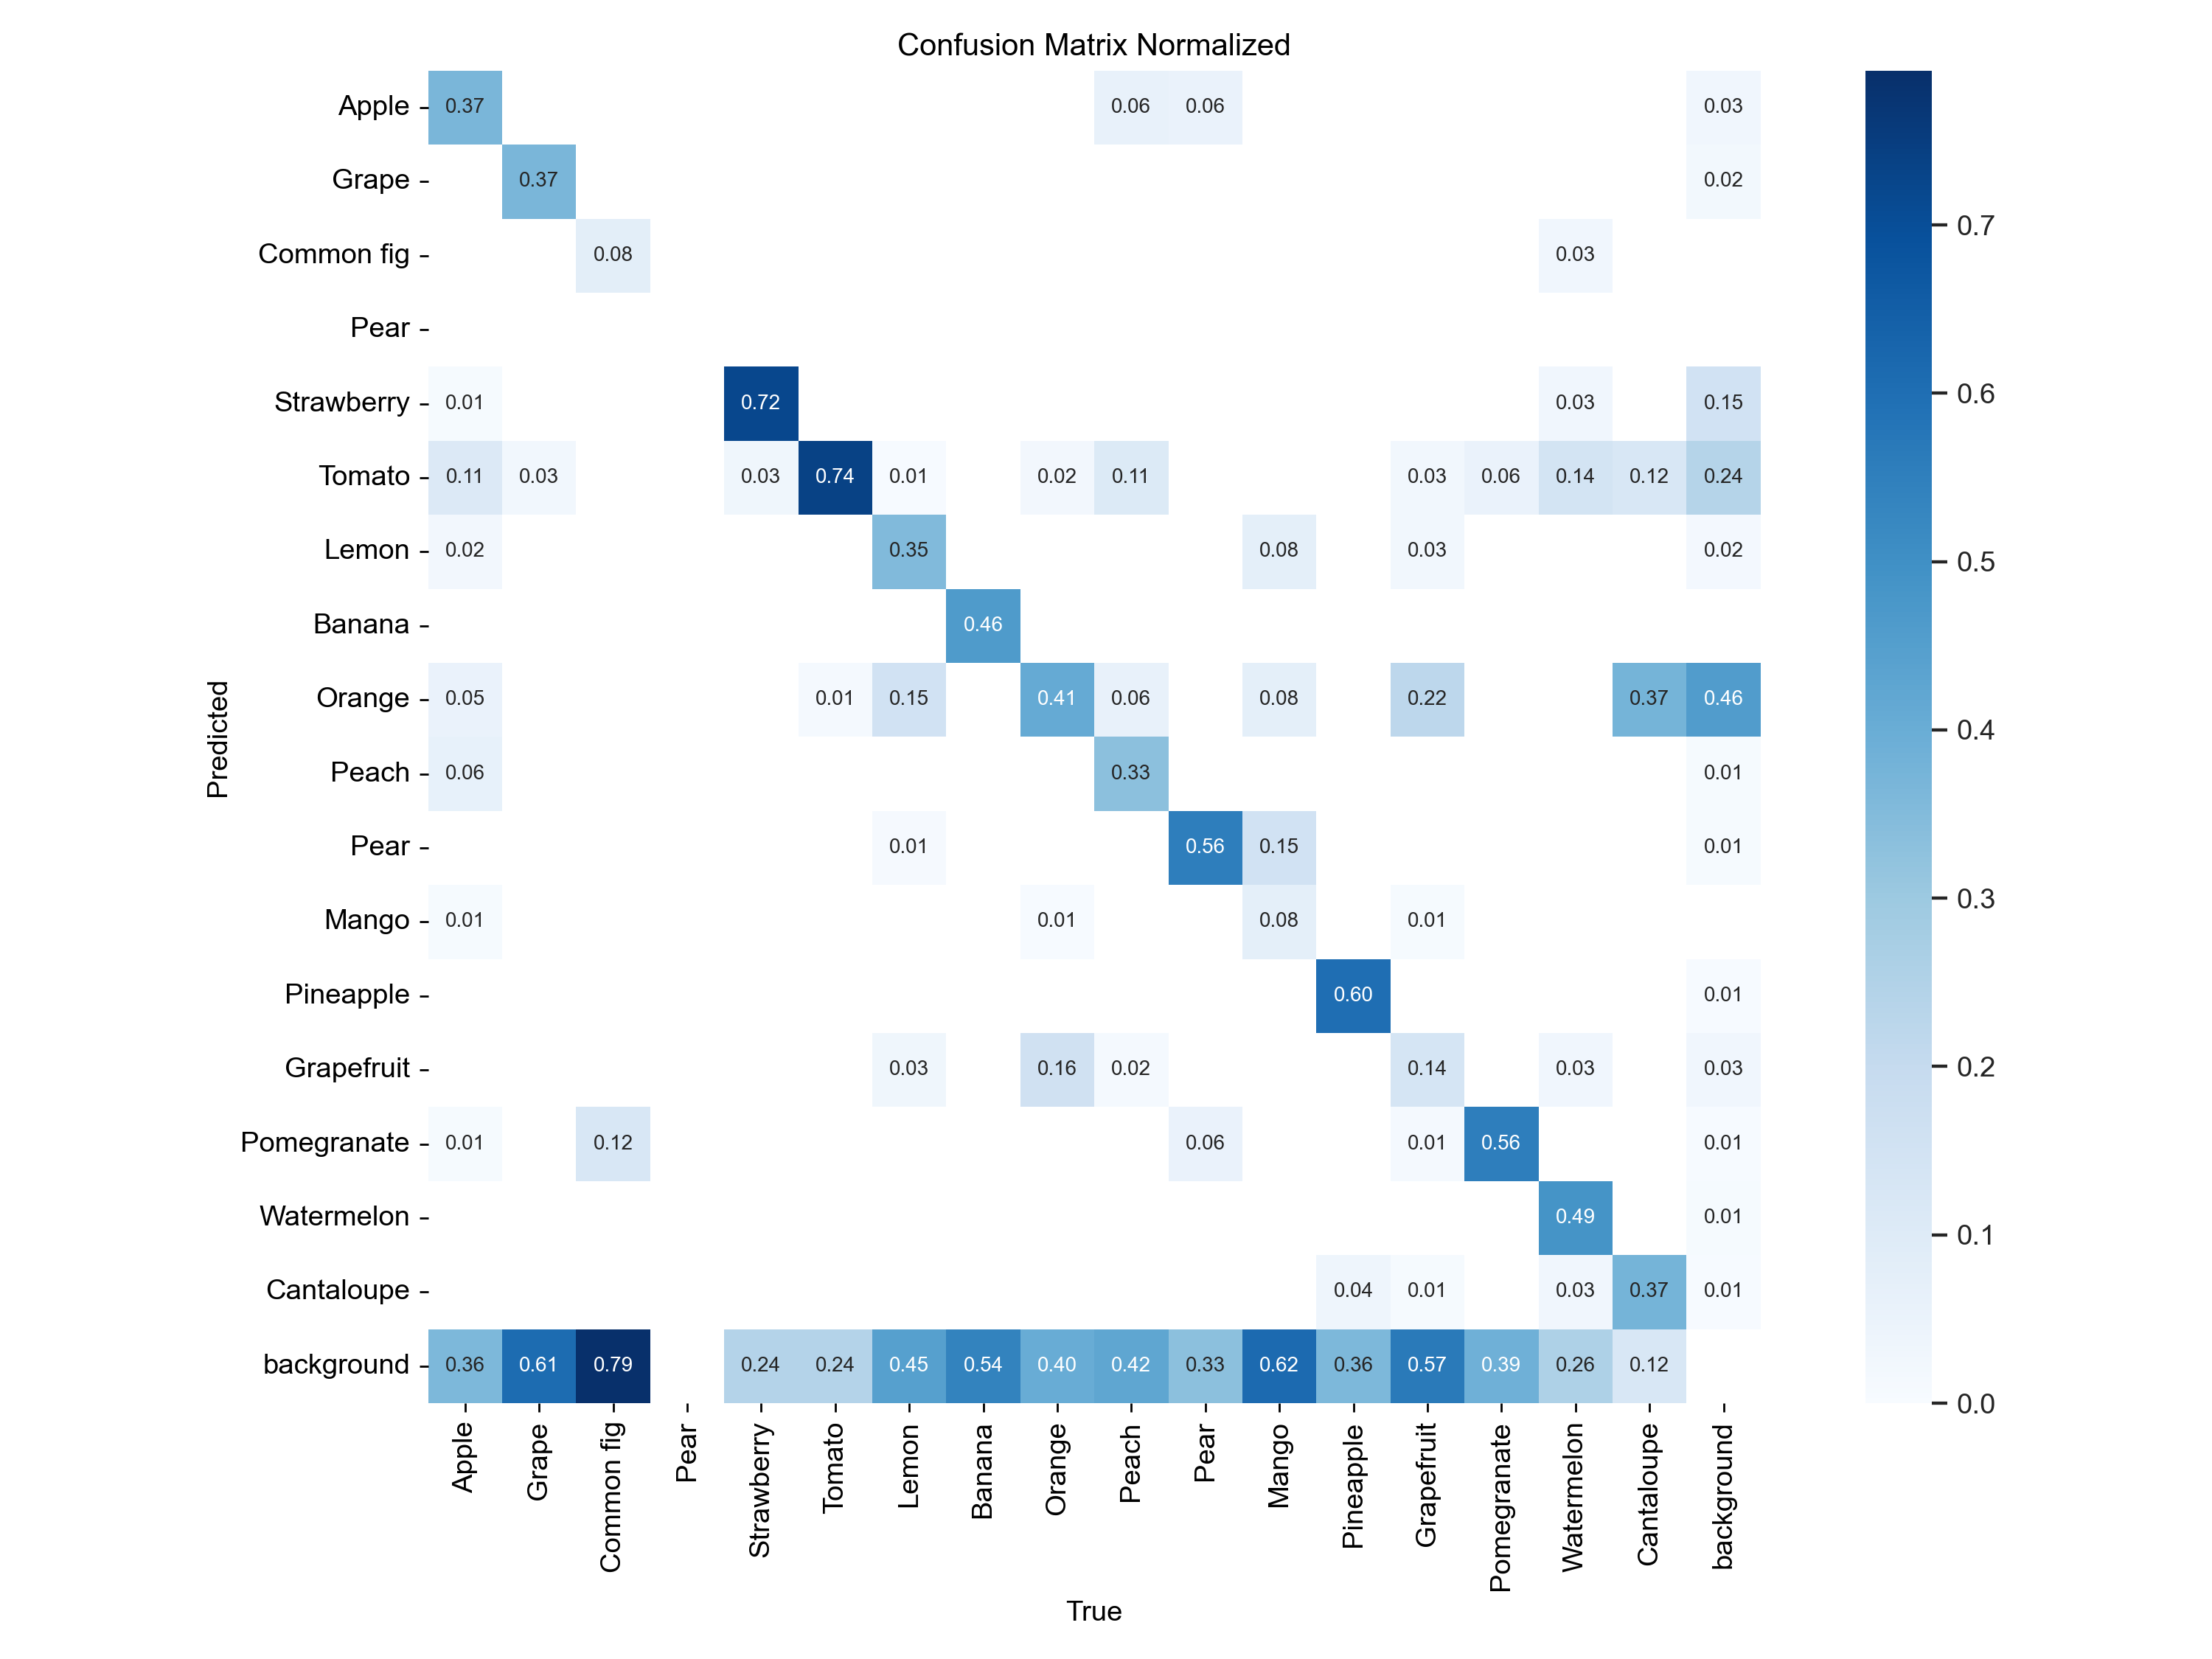 Confusion Matrix Normalized
Apple 0.37 0.06 0.06 0.03
Grape 0.37 0.02
Common fig 0.08 0.03
Pear
Strawberry 0.01 0.72 0.03 0.15
Tomato 0.11 0.03 0.03 0.74 0.01 0.02 0.11 0.03 0.06 0.14 0.12 0.24
Lemon 0.02 0.35 0.08 0.03 0.02
Banana 0.46
Orange 0.05 0.01 0.15 0.41 0.06 0.08 0.22 0.37 0.46
Peach 0.06 0.33 0.01
Pear 0.01 0.56 0.15 0.01
Mango 0.01 0.01 0.08 0.01
Pineapple 0.60 0.01
Grapefruit 0.03 0.16 0.02 0.14 0.03 0.03
Pomegranate 0.01 0.12 0.06 0.01 0.56 0.01
Watermelon 0.49 0.01
Cantaloupe 0.04 0.01 0.03 0.37 0.01
background 0.36 0.61 0.79 0.24 0.24 0.45 0.54 0.40 0.42 0.33 0.62 0.36 0.57 0.39 0.26 0.12
Predicted
Apple
Grape
Common fig
Pear
Strawberry
Tomato
Lemon
Banana
Orange
Peach
Pear
Mango
Pineapple
Grapefruit
Pomegranate
Watermelon
Cantaloupe
background
True
0.7
0.6
0.5
0.4
0.3
0.2
0.1
0.0